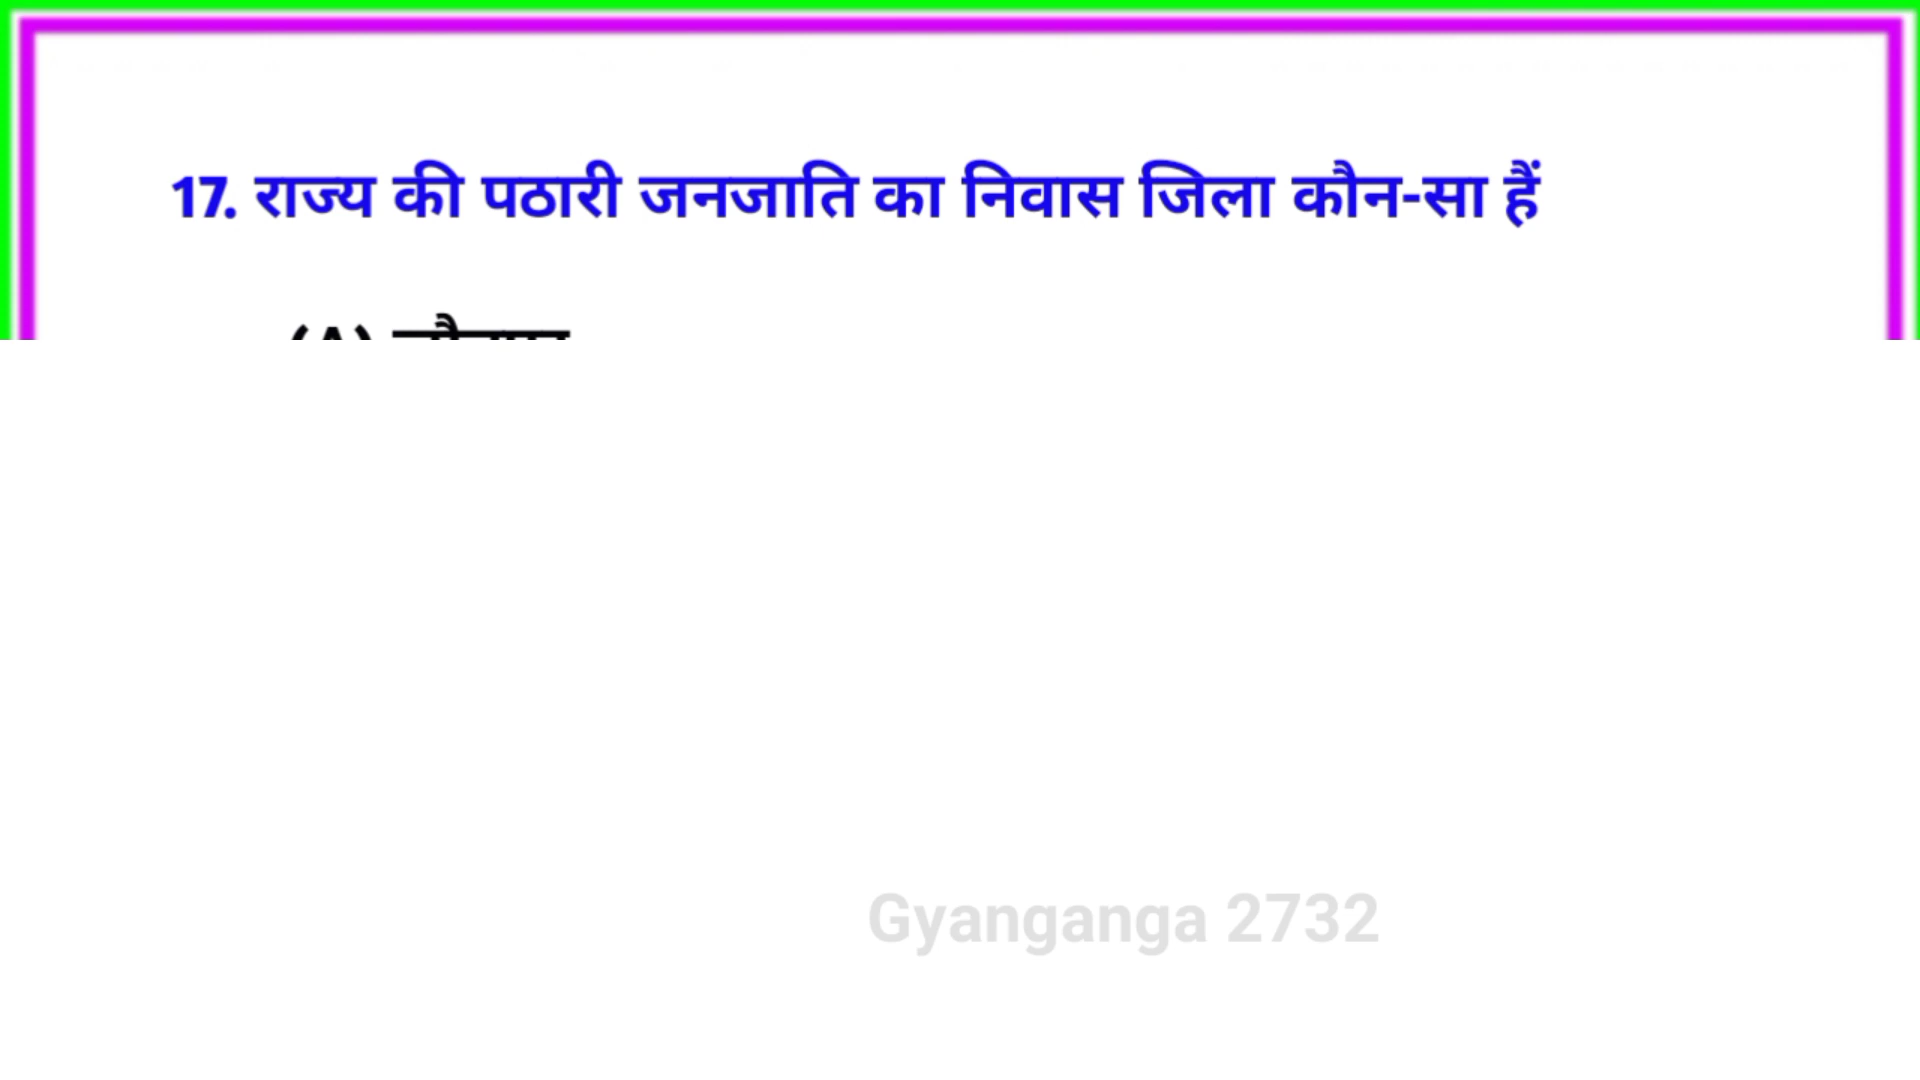 17. राज्य की पठारी जनजाति का निवास जिला कौन-सा हैं
(A)
Gyanganga 2732